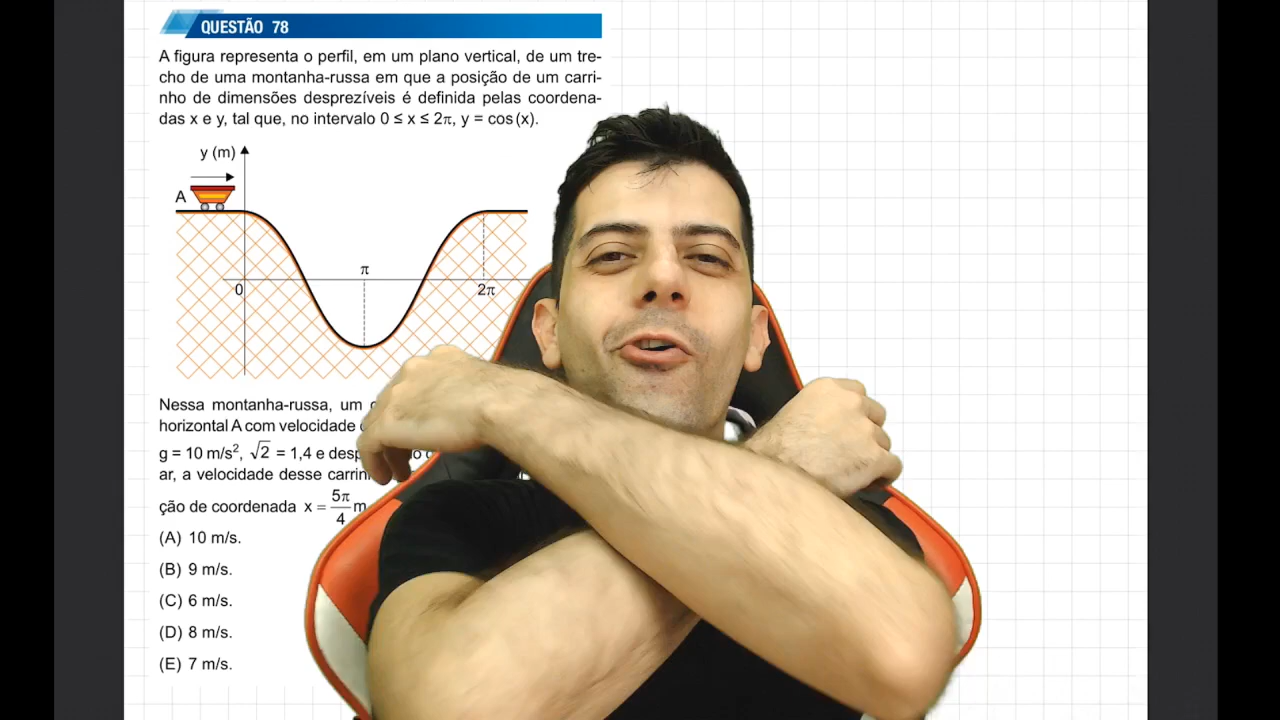 QUESTÃO 78
A figura representa o perfil, em um plano vertical, de um tre-
cho de uma montanha-russa em que a posição de um carri-
nho de dimensões desprezíveis é definida pelas coordena-
das x e y, tal que, no intervalo 0 ≤ x ≤ 2π, y = cos (x).
y (m)
A
π
0
2π
Nessa montanha-russa, um
horizontal A com velocidade
g = 10 m/s², √2 = 1,4 e
ar, a velocidade desse
ção de coordenada x = 5π/4 m
(A) 10 m/s.
(B) 9 m/s.
(C) 6 m/s.
(D) 8 m/s.
(E) 7 m/s.